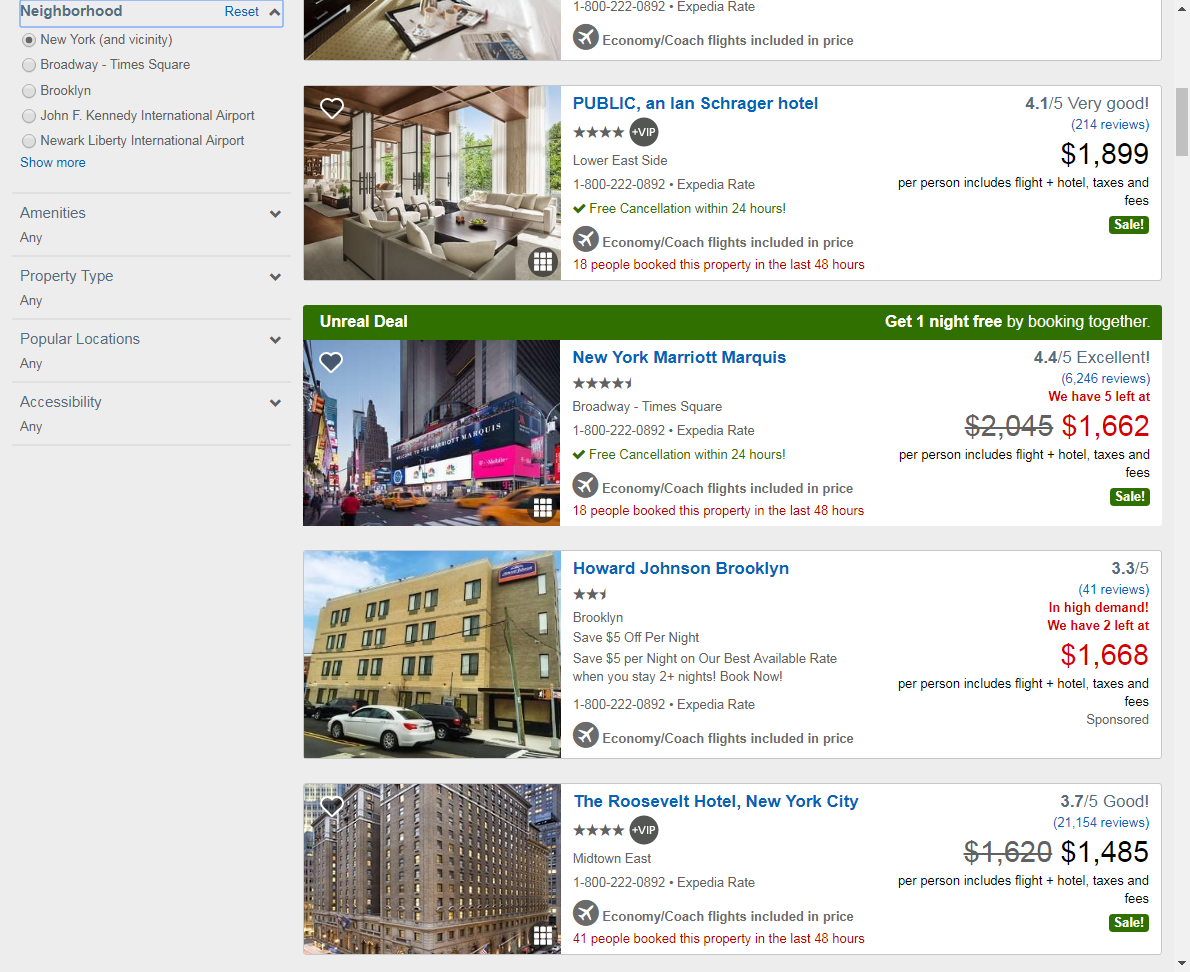 Neighborhood Reset
New York (and vicinity)
Broadway - Times Square
Brooklyn
John F. Kennedy International Airport
Newark Liberty International Airport
Show more
Amenities
Any
Property Type
Any
Popular Locations
Any
Accessibility
Any
1-800-222-0892 • Expedia Rate
Economy/Coach flights included in price
PUBLIC, an Ian Schrager hotel
+VIP
Lower East Side
1-800-222-0892 • Expedia Rate
Free Cancellation within 24 hours!
Economy/Coach flights included in price
18 people booked this property in the last 48 hours
4.1/5 Very good!
(214 reviews)
$1,899
per person includes flight + hotel, taxes and
fees
Sale!
Unreal Deal
Get 1 night free by booking together.
WELCOME TO THE MARRIOTT MARQUIS
New York Marriott Marquis
Broadway - Times Square
1-800-222-0892 • Expedia Rate
Free Cancellation within 24 hours!
Economy/Coach flights included in price
18 people booked this property in the last 48 hours
4.4/5 Excellent!
(6,246 reviews)
We have 5 left at
$2,045 $1,662
per person includes flight + hotel, taxes and
fees
Sale!
Howard Johnson Brooklyn
Brooklyn
Save $5 Off Per Night
Save $5 per Night on Our Best Available Rate
when you stay 2+ nights! Book Now!
1-800-222-0892 • Expedia Rate
Economy/Coach flights included in price
3.3/5
(41 reviews)
In high demand!
We have 2 left at
$1,668
per person includes flight + hotel, taxes and
fees
Sponsored
The Roosevelt Hotel, New York City
+VIP
Midtown East
1-800-222-0892 • Expedia Rate
Economy/Coach flights included in price
41 people booked this property in the last 48 hours
3.7/5 Good!
(21,154 reviews)
$1,620 $1,485
per person includes flight + hotel, taxes and
fees
Sale!